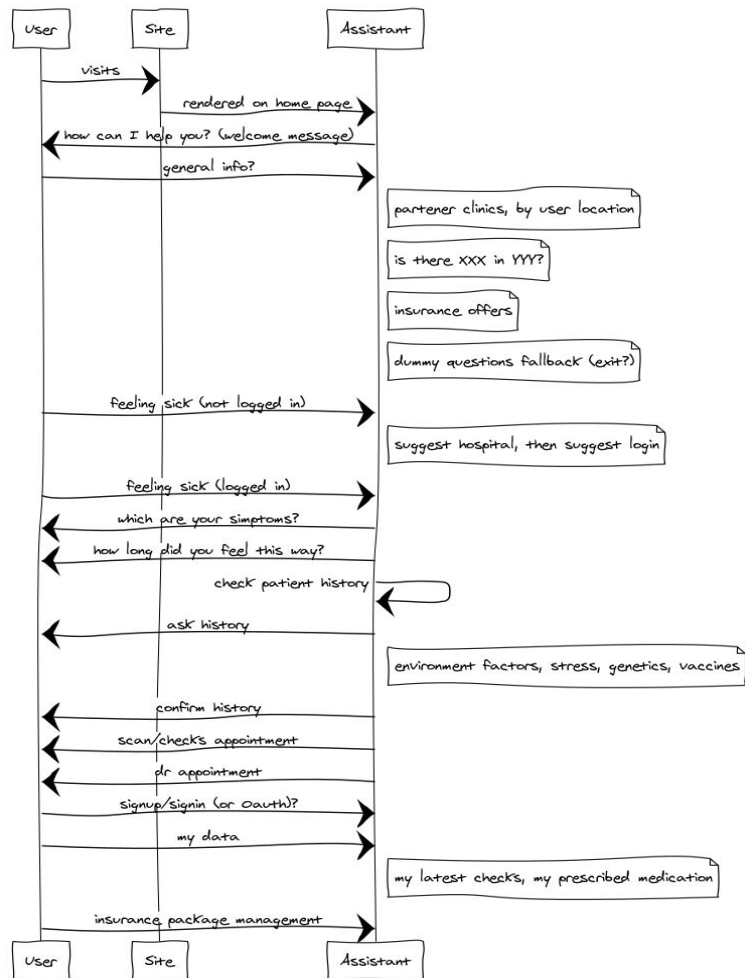 User Site Assistant
visits
rendered on home page
how can I help you? (welcome message)
general info?
partener clinics, by user location
is there XXX in YYY?
insurance offers
dummy questions fallback (exit?)
feeling sick (not logged in)
suggest hospital, then suggest login
feeling sick (logged in)
which are your simptoms?
how long did you feel this way?
check patient history
ask history
environment factors, stress, genetics, vaccines
confirm history
scan/checks appointment
dr appointment
signup/signin (or Oauth)?
my data
my latest checks, my prescribed medication
insurance package management
User Site Assistant